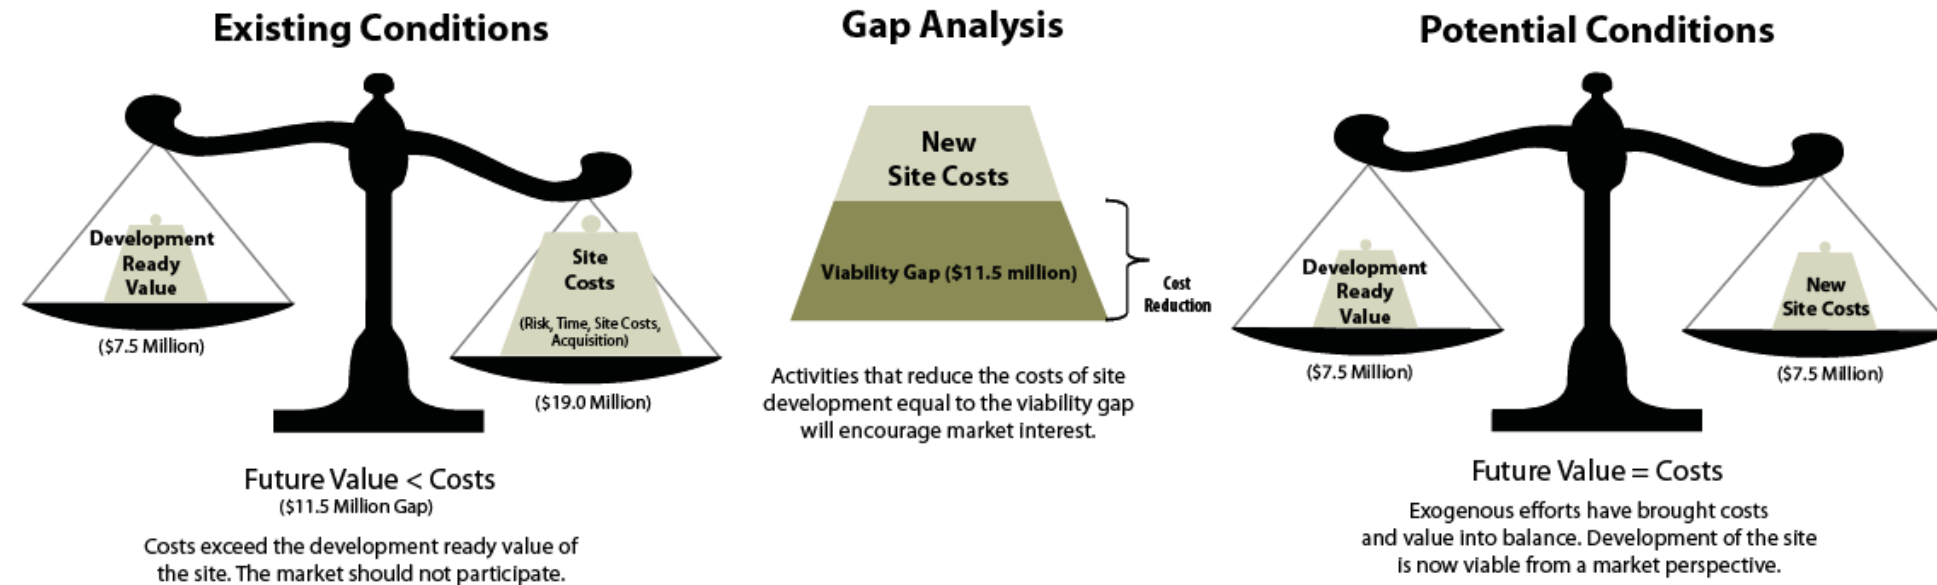 Existing Conditions
Development
Ready
Value
($7.5 Million)
Site
Costs
(Risk, Time, Site Costs,
Acquisition)
($19.0 Million)
Future Value < Costs
($11.5 Million Gap)
Costs exceed the development ready value of
the site. The market should not participate.
Gap Analysis
New
Site Costs
Viability Gap ($11.5 million)
Cost
Reduction
Activities that reduce the costs of site
development equal to the viability gap
will encourage market interest.
Potential Conditions
Development
Ready
Value
($7.5 Million)
New
Site Costs
($7.5 Million)
Future Value = Costs
Exogenous efforts have brought costs
and value into balance. Development of the site
is now viable from a market perspective.